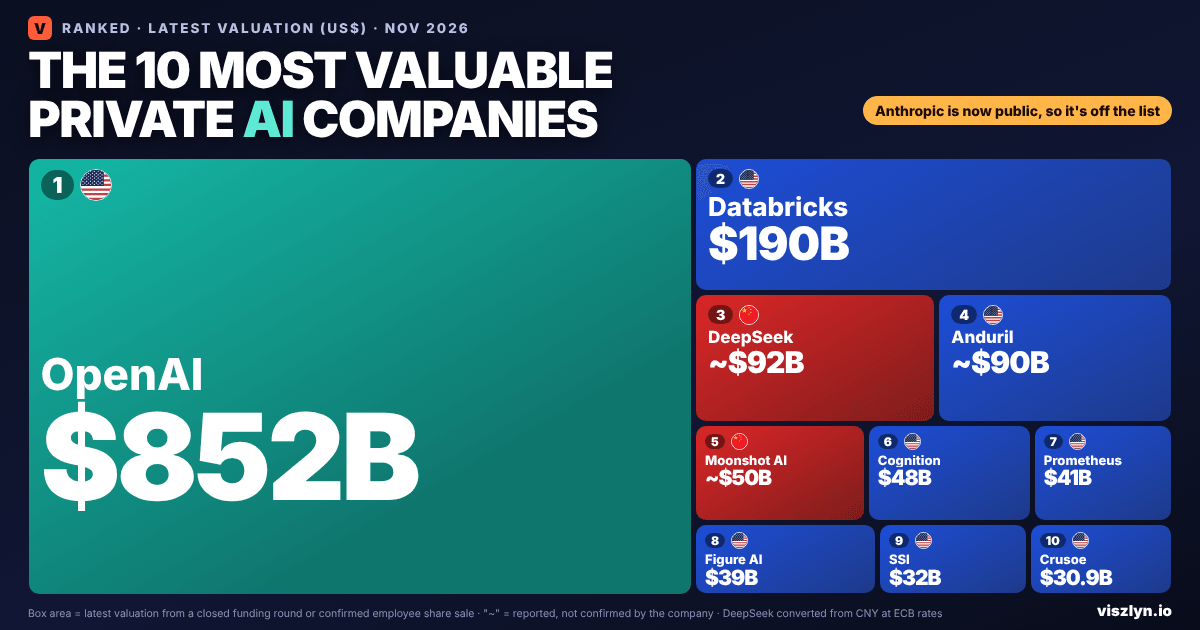 V RANKED · LATEST VALUATION (US$) · NOV 2026
THE 10 MOST VALUABLE
PRIVATE AI COMPANIES
Anthropic is now public, so it's off the list
1
OpenAI
$852B
2
Databricks
$190B
3
DeepSeek
~$92B
4
Anduril
~$90B
5
Moonshot AI
~$50B
6
Cognition
$48B
7
Prometheus
$41B
8
Figure AI
$39B
9
SSI
$32B
10
Crusoe
$30.9B
Box area = latest valuation from a closed funding round or confirmed employee share sale · "~" = reported, not confirmed by the company · DeepSeek converted from CNY at ECB rates
viszlyn.io